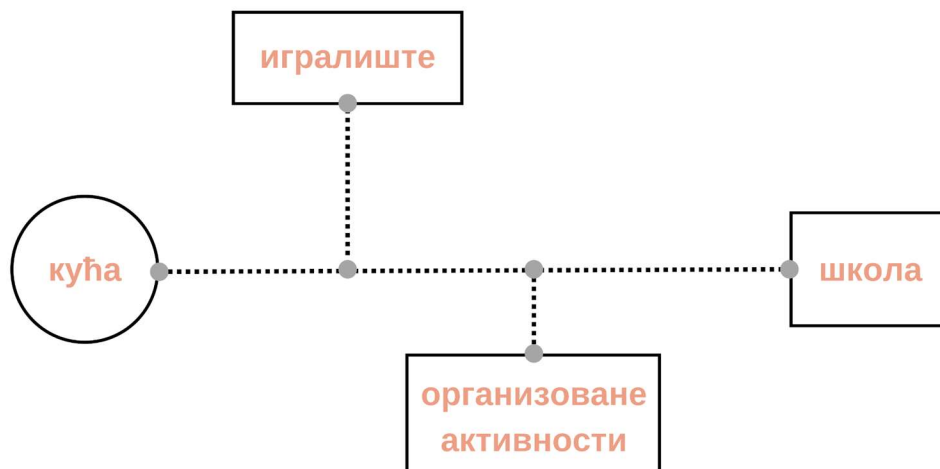 игралиште
кућа
школа
организоване
активности